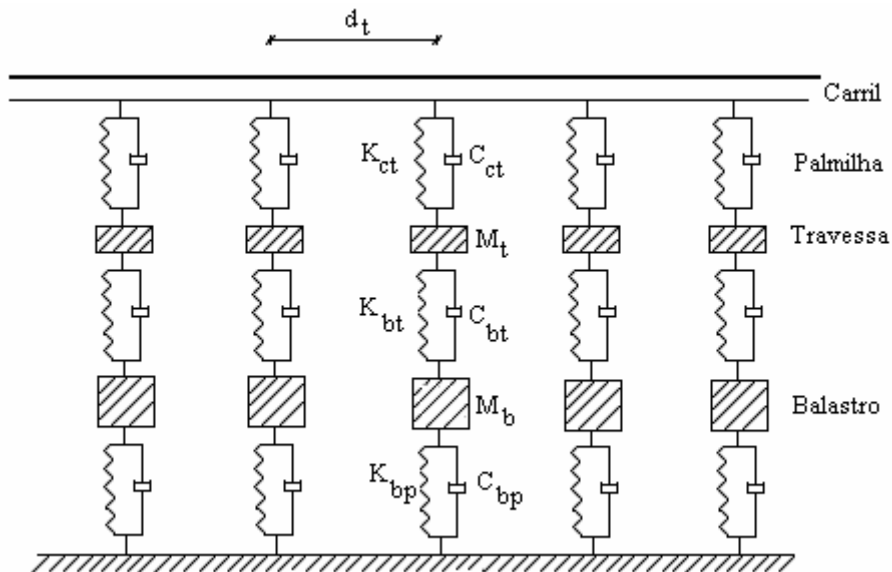 d_t
Carril
K_ct C_ct
Palmilha
M_t
Travessa
K_bt C_bt
M_b
Balastro
K_bp C_bp